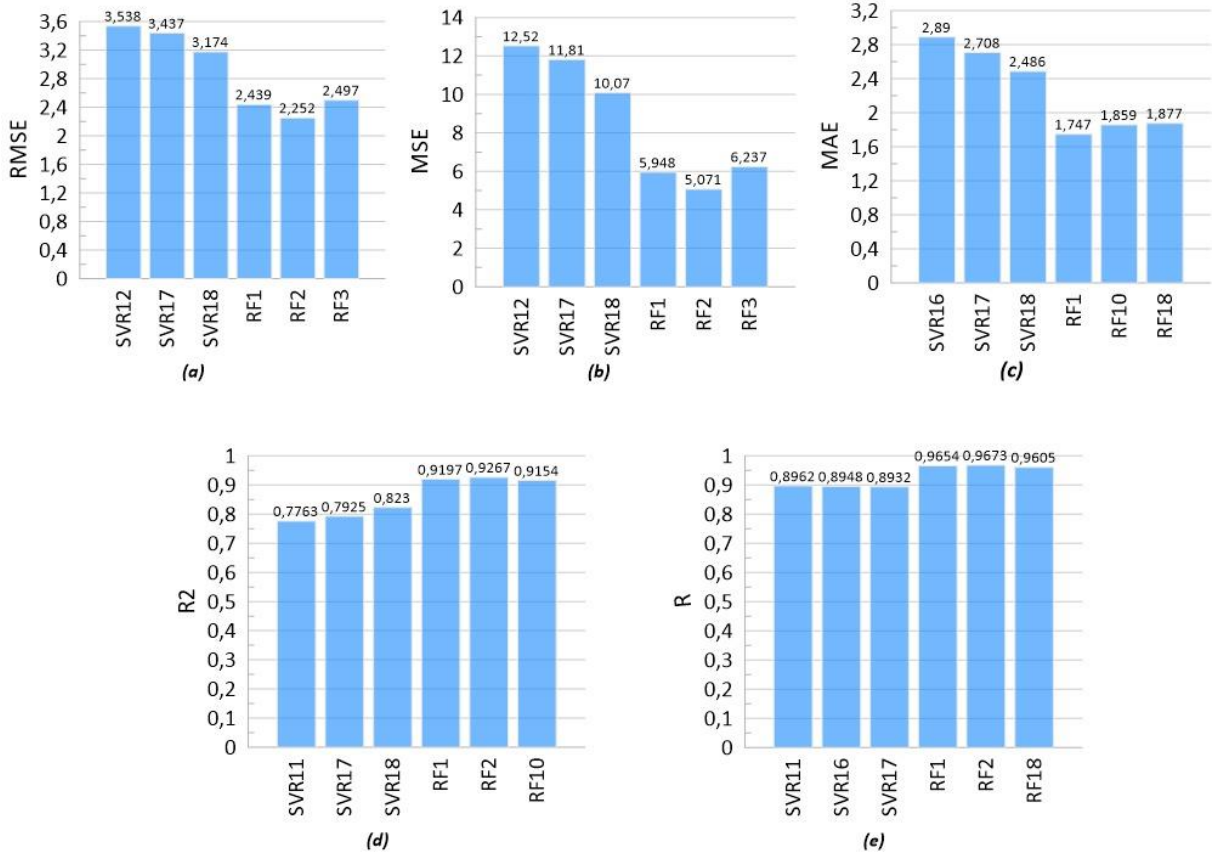 RMSE
3,6
3,2
2,8
2,4
2
1,6
1,2
0,8
0,4
0
3,538
3,437
3,174
2,439
2,252
2,497
SVR12
SVR17
SVR18
RF1
RF2
RF3
(a)
MSE
14
12
10
8
6
4
2
0
12,52
11,81
10,07
5,948
5,071
6,237
SVR12
SVR17
SVR18
RF1
RF2
RF3
(b)
MAE
3,2
2,8
2,4
2
1,6
1,2
0,8
0,4
0
2,89
2,708
2,486
1,747
1,859
1,877
SVR16
SVR17
SVR18
RF1
RF10
RF18
(c)
R2
1
0,9
0,8
0,7
0,6
0,5
0,4
0,3
0,2
0,1
0
0,7763
0,7925
0,823
0,9197
0,9267
0,9154
SVR11
SVR17
SVR18
RF1
RF2
RF10
(d)
R
1
0,9
0,8
0,7
0,6
0,5
0,4
0,3
0,2
0,1
0
0,8962
0,8948
0,8932
0,9654
0,9673
0,9605
SVR11
SVR16
SVR17
RF1
RF2
RF18
(e)